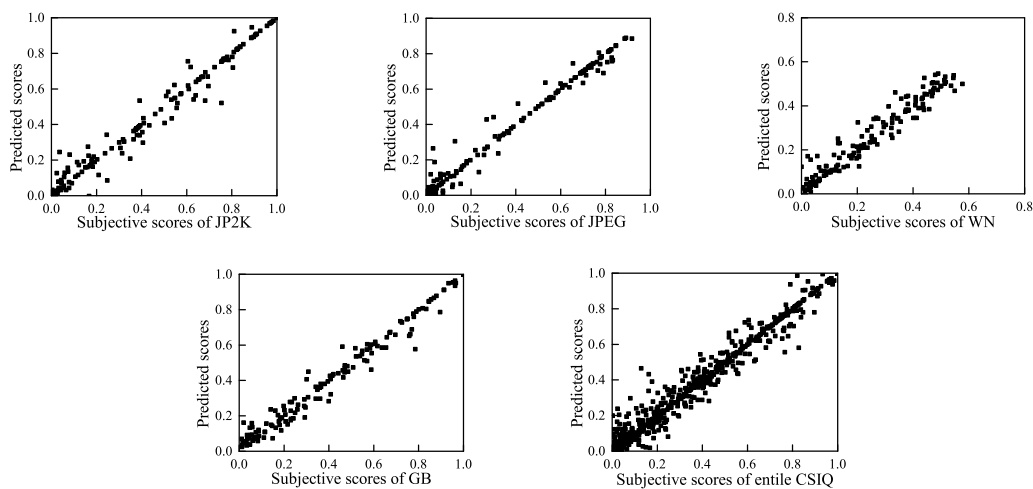 1.0
0.8
0.6
0.4
0.2
0.0
Predicted scores
0.0 0.2 0.4 0.6 0.8 1.0
Subjective scores of JP2K
1.0
0.8
0.6
0.4
0.2
0.0
Predicted scores
0.0 0.2 0.4 0.6 0.8 1.0
Subjective scores of JPEG
0.8
0.6
0.4
0.2
0.0
Predicted scores
0.0 0.2 0.4 0.6 0.8
Subjective scores of WN
1.0
0.8
0.6
0.4
0.2
0.0
Predicted scores
0.0 0.2 0.4 0.6 0.8 1.0
Subjective scores of GB
1.0
0.8
0.6
0.4
0.2
0.0
Predicted scores
0.0 0.2 0.4 0.6 0.8 1.0
Subjective scores of entile CSIQ